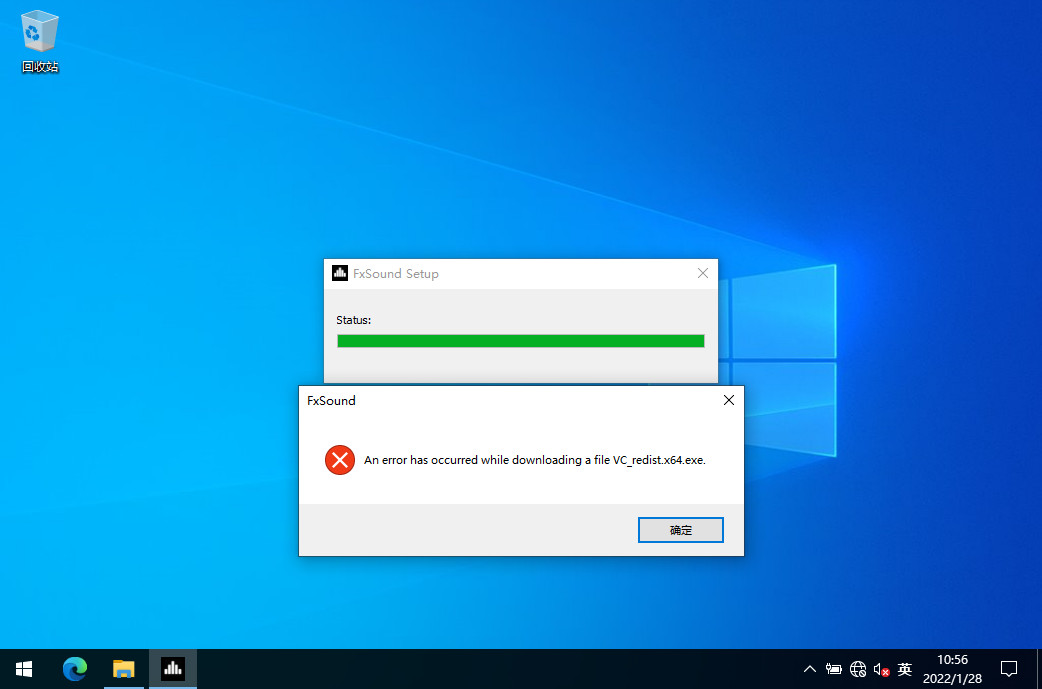 回收站
FxSound Setup
Status:
FxSound
An error has occurred while downloading a file VC_redist.x64.exe.
确定
英
10:56
2022/1/28